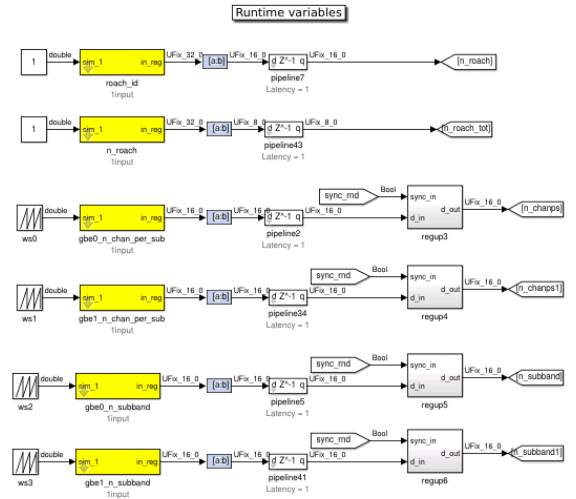 Runtime variables
1 double sim_1 in_reg UFix_32_0 [a:b] UFix_16_0 d Z^-1 q UFix_16_0 [n_roach]
roach_id pipeline7
1input Latency = 1
1 double sim_1 in_reg UFix_32_0 [a:b] UFix_8_0 d Z^-1 q UFix_8_0 [n_roach_tot]
n_roach pipeline43
1input Latency = 1
sync_rnd Bool sync_in d_out UFix_16_0 [n_chanps]
double sim_1 in_reg UFix_16_0 [a:b] UFix_16_0 d Z^-1 q UFix_16_0 d_in
ws0 gbe0_n_chan_per_sub pipeline2 regup3
1input Latency = 1
sync_rnd Bool sync_in d_out UFix_16_0 [n_chanps1]
double sim_1 in_reg UFix_16_0 [a:b] UFix_16_0 d Z^-1 q UFix_16_0 d_in
ws1 gbe1_n_chan_per_sub pipeline34 regup4
1input Latency = 1
sync_rnd Bool sync_in d_out UFix_16_0 [n_subband]
double sim_1 in_reg UFix_16_0 [a:b] UFix_16_0 d Z^-1 q UFix_16_0 d_in
ws2 gbe0_n_subband pipeline5 regup5
1input Latency = 1
sync_rnd Bool sync_in d_out UFix_16_0 [n_subband1]
double sim_1 in_reg UFix_16_0 [a:b] UFix_16_0 d Z^-1 q UFix_16_0 d_in
ws3 gbe1_n_subband pipeline41 regup6
1input Latency = 1